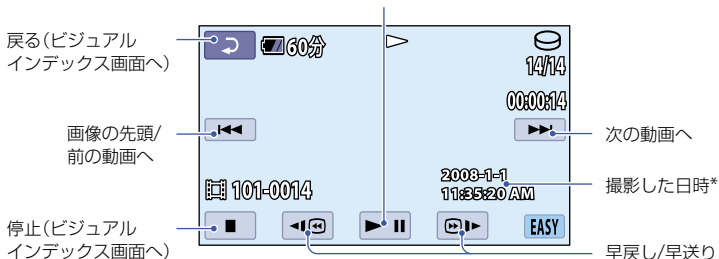 戻る(ビジュアル
インデックス画面へ)
60分
14/14
00:00:14
画像の先頭/
前の動画へ
次の動画へ
101-0014
2008-1-1
11:35:20 AM
撮影した日時*
停止(ビジュアル
インデックス画面へ)
EASY
早戻し/早送り